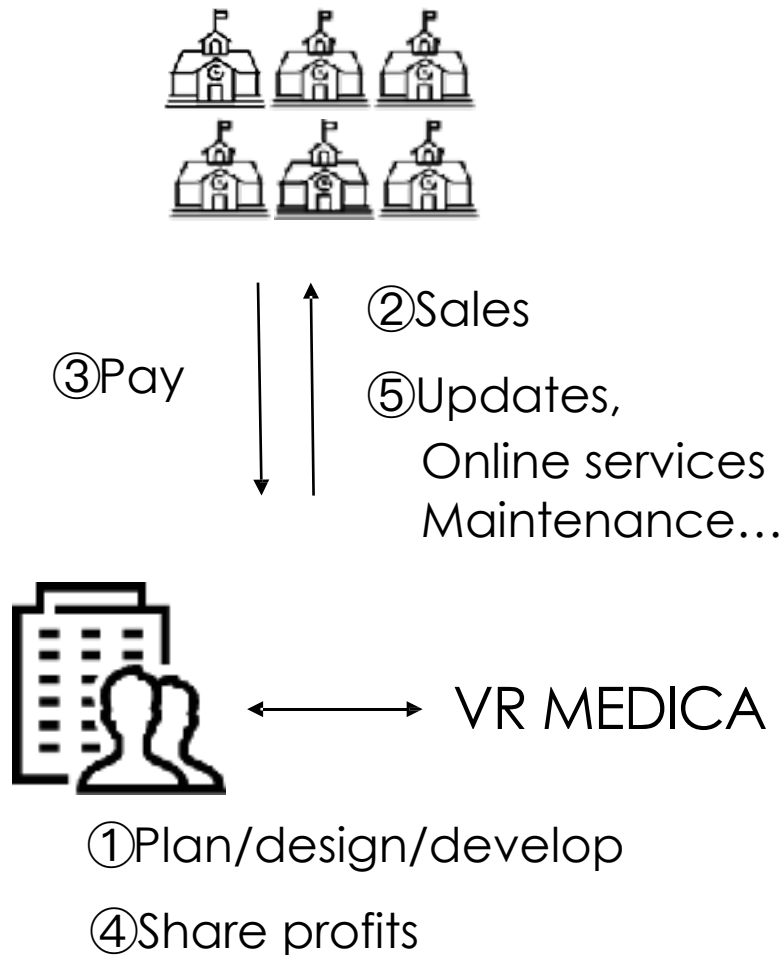 ②Sales
③Pay
⑤Updates,
Online services
Maintenance…
VR MEDICA
①Plan/design/develop
④Share profits